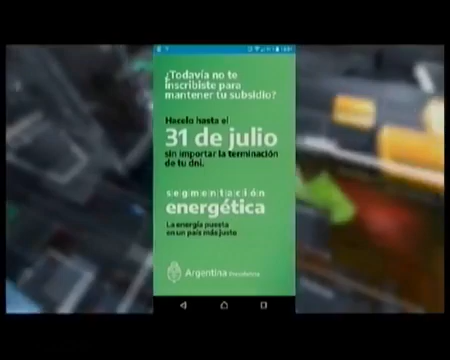 ¿Todavía no te
inscribiste para
mantener tu subsidio?
Hacelo hasta el
31 de julio
sin importar la terminación
de tu dni.
segmentación
energética
La energía puesta
en un país más justo
Argentina Presidencia